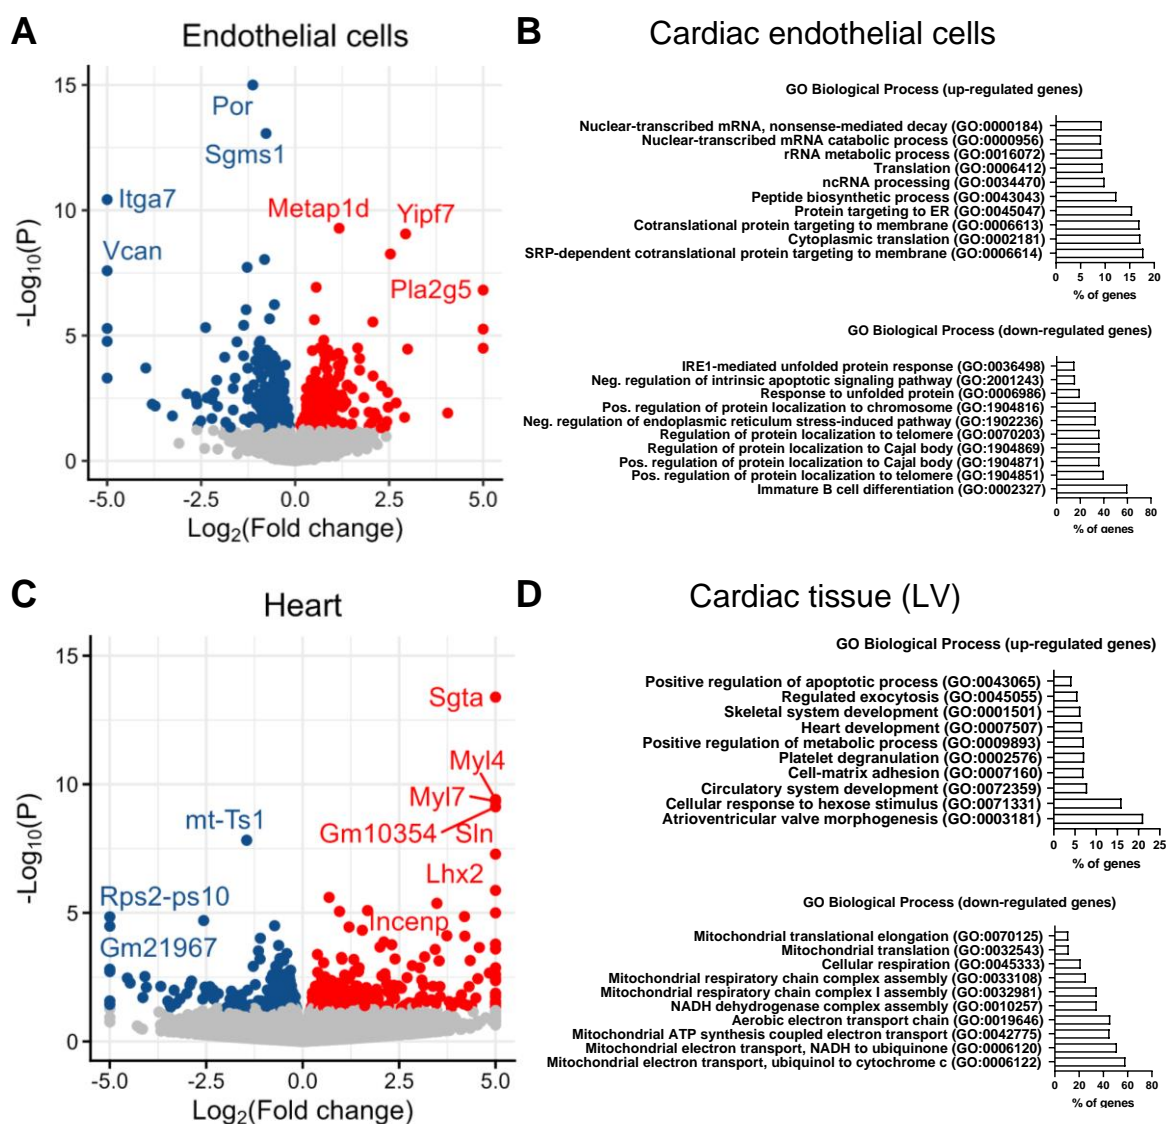 A
Endothelial cells
15
10
5
0
-Log10(P)
Por
Sgms1
Itga7
Vcan
Metap1d
Yipf7
Pla2g5
-5.0 -2.5 0.0 2.5 5.0
Log2(Fold change)
B
Cardiac endothelial cells
GO Biological Process (up-regulated genes)
Nuclear-transcribed mRNA, nonsense-mediated decay (GO:0000184)
Nuclear-transcribed mRNA catabolic process (GO:0000956)
rRNA metabolic process (GO:0016072)
Translation (GO:0006412)
ncRNA processing (GO:0034470)
Peptide biosynthetic process (GO:0043043)
Protein targeting to ER (GO:0045047)
Cotranslational protein targeting to membrane (GO:0006613)
Cytoplasmic translation (GO:0002181)
SRP-dependent cotranslational protein targeting to membrane (GO:0006614)
0 5 10 15 20
% of genes
GO Biological Process (down-regulated genes)
IRE1-mediated unfolded protein response (GO:0036498)
Neg. regulation of intrinsic apoptotic signaling pathway (GO:2001243)
Response to unfolded protein (GO:0006986)
Pos. regulation of protein localization to chromosome (GO:1904816)
Neg. regulation of endoplasmic reticulum stress-induced pathway (GO:1902236)
Regulation of protein localization to telomere (GO:0070203)
Regulation of protein localization to Cajal body (GO:1904869)
Pos. regulation of protein localization to Cajal body (GO:1904871)
Pos. regulation of protein localization to telomere (GO:1904851)
Immature B cell differentiation (GO:0002327)
0 20 40 60 80
% of genes
C
Heart
15
10
5
0
-Log10(P)
Sgta
Myl4
Myl7
Gm10354 Sln
Lhx2
Incenp
mt-Ts1
Rps2-ps10
Gm21967
-5.0 -2.5 0.0 2.5 5.0
Log2(Fold change)
D
Cardiac tissue (LV)
GO Biological Process (up-regulated genes)
Positive regulation of apoptotic process (GO:0043065)
Regulated exocytosis (GO:0045055)
Skeletal system development (GO:0001501)
Heart development (GO:0007507)
Positive regulation of metabolic process (GO:0009893)
Platelet degranulation (GO:0002576)
Cell-matrix adhesion (GO:0007160)
Circulatory system development (GO:0072359)
Cellular response to hexose stimulus (GO:0071331)
Atrioventricular valve morphogenesis (GO:0003181)
0 5 10 15 20 25
% of genes
GO Biological Process (down-regulated genes)
Mitochondrial translational elongation (GO:0070125)
Mitochondrial translation (GO:0032543)
Cellular respiration (GO:0045333)
Mitochondrial respiratory chain complex assembly (GO:0033108)
Mitochondrial respiratory chain complex I assembly (GO:0032981)
NADH dehydrogenase complex assembly (GO:0010257)
Aerobic electron transport chain (GO:0019646)
Mitochondrial ATP synthesis coupled electron transport (GO:0042775)
Mitochondrial electron transport, NADH to ubiquinone (GO:0006120)
Mitochondrial electron transport, ubiquinol to cytochrome c (GO:0006122)
0 20 40 60 80
% of genes